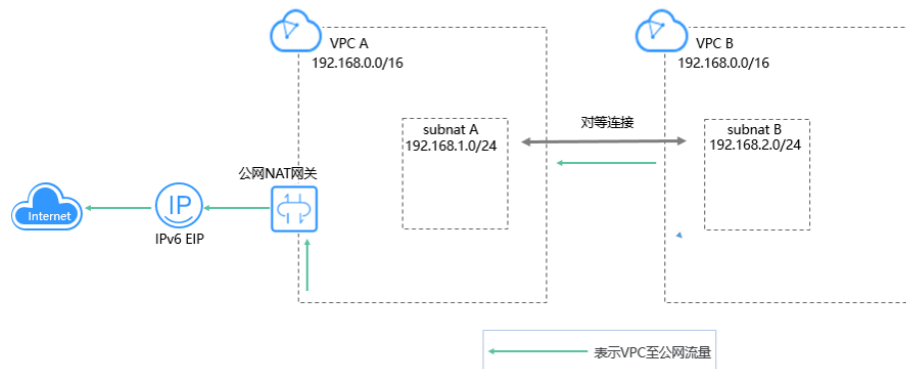 VPC A
192.168.0.0/16
VPC B
192.168.0.0/16
subnat A
192.168.1.0/24
对等连接
subnat B
192.168.2.0/24
公网NAT网关
Internet
IP
IPv6 EIP
表示VPC至公网流量